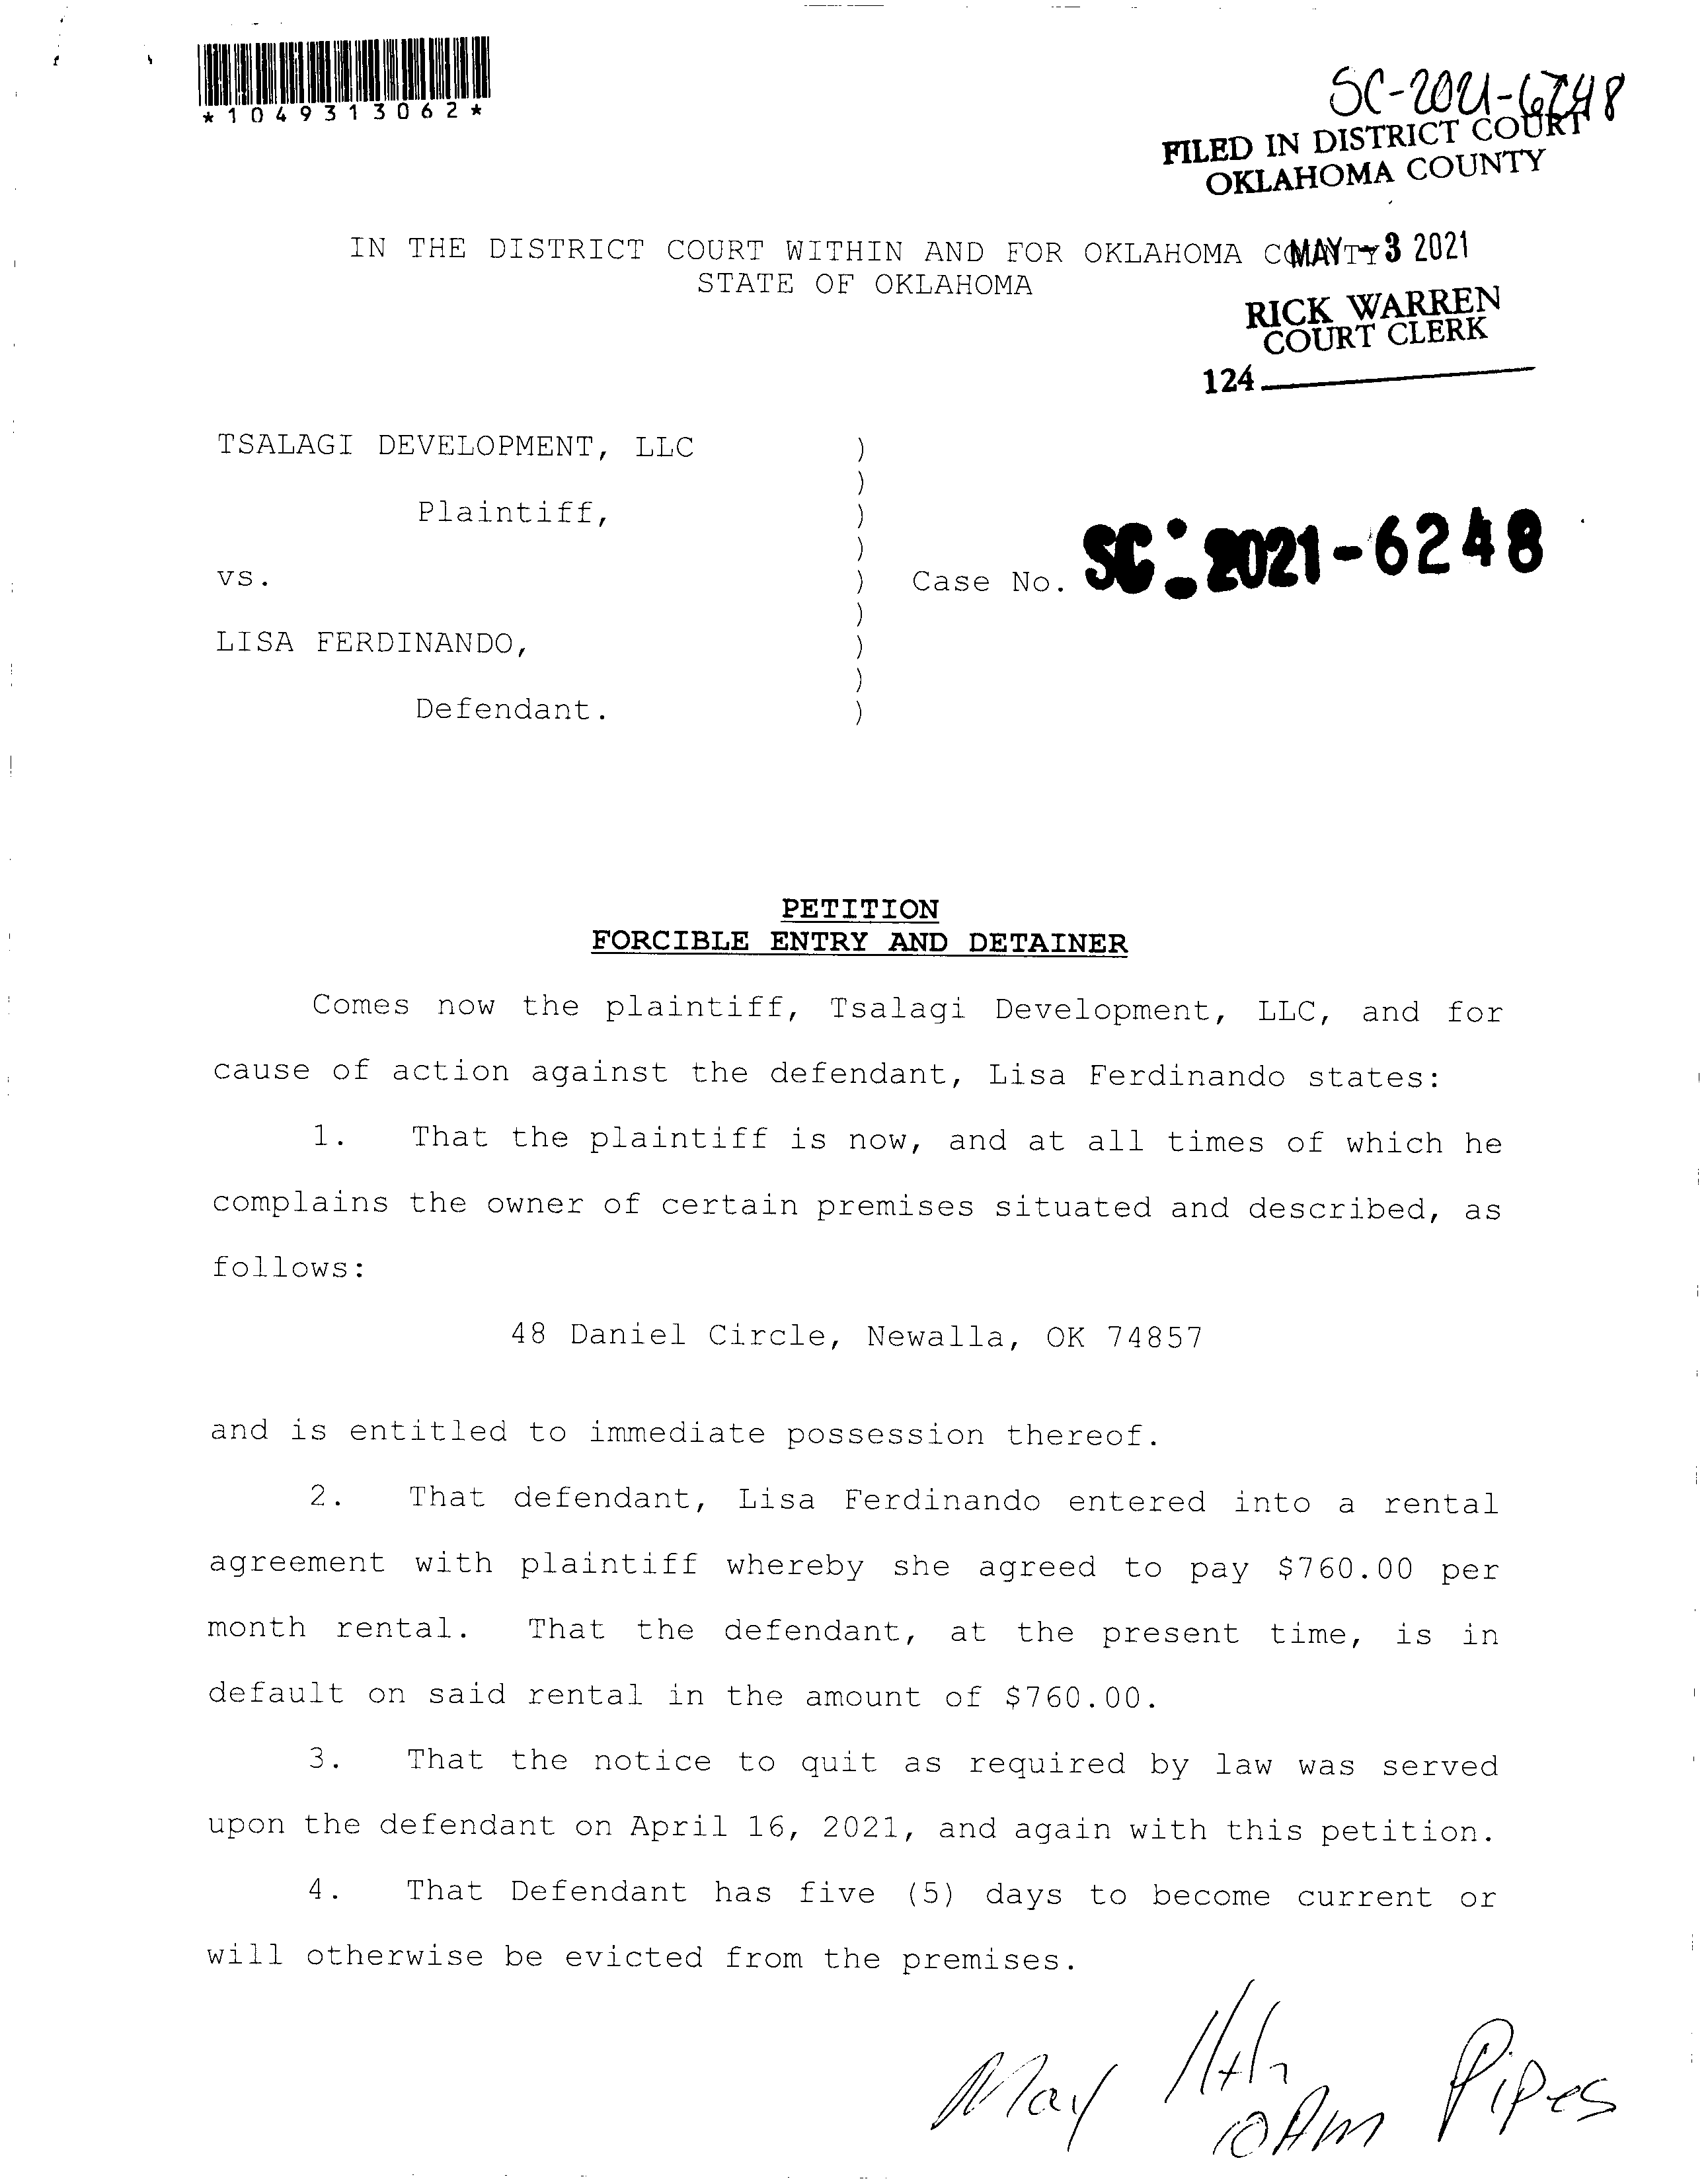 *1049313062*
SC-2021-6248
FILED IN DISTRICT COURT
OKLAHOMA COUNTY
IN THE DISTRICT COURT WITHIN AND FOR OKLAHOMA COUNTY
MAY -3 2021
STATE OF OKLAHOMA
RICK WARREN
COURT CLERK
124
TSALAGI DEVELOPMENT, LLC )
)
Plaintiff, )
)
vs. ) Case No. SC-2021-6248
)
LISA FERDINANDO, )
)
Defendant. )
PETITION
FORCIBLE ENTRY AND DETAINER
Comes now the plaintiff, Tsalagi Development, LLC, and for
cause of action against the defendant, Lisa Ferdinando states:
1. That the plaintiff is now, and at all times of which he
complains the owner of certain premises situated and described, as
follows:
48 Daniel Circle, Newalla, OK 74857
and is entitled to immediate possession thereof.
2. That defendant, Lisa Ferdinando entered into a rental
agreement with plaintiff whereby she agreed to pay $760.00 per
month rental. That the defendant, at the present time, is in
default on said rental in the amount of $760.00.
3. That the notice to quit as required by law was served
upon the defendant on April 16, 2021, and again with this petition.
4. That Defendant has five (5) days to become current or
will otherwise be evicted from the premises.
May 11th Pipes
10 Am